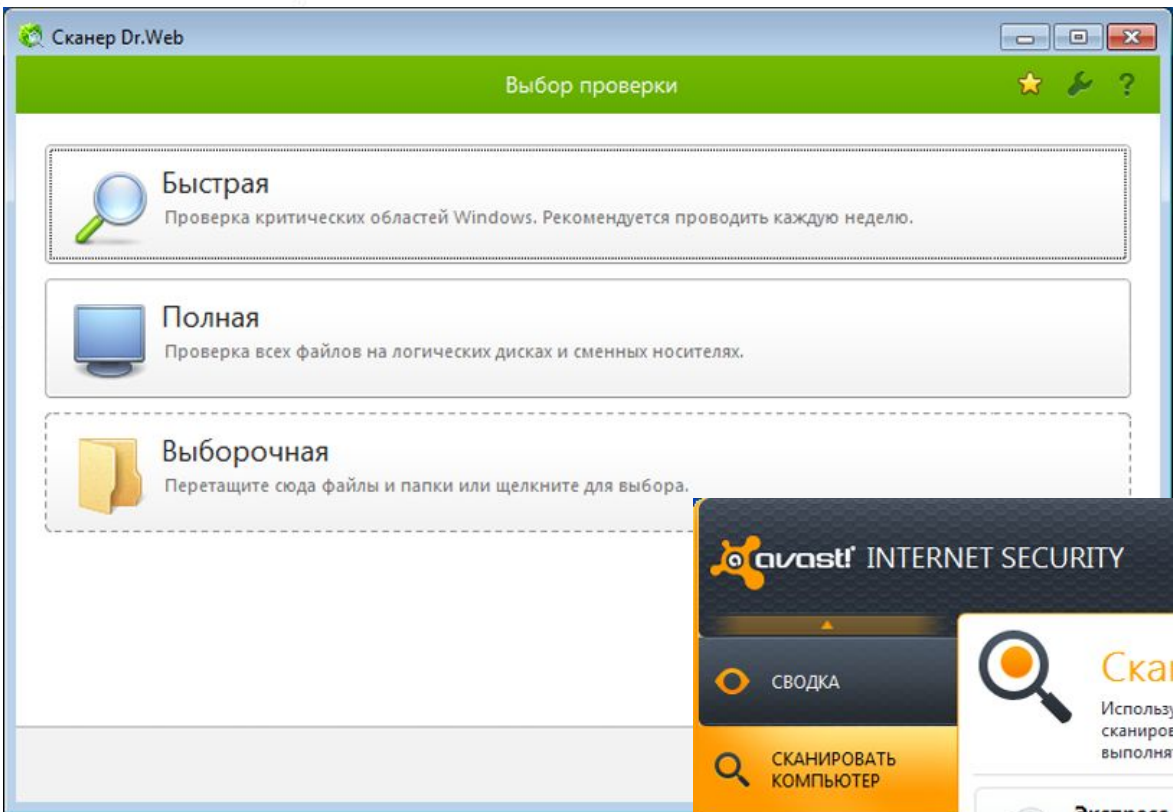 Сканер Dr.Web
Выбор проверки
?
Быстрая
Проверка критических областей Windows. Рекомендуется проводить каждую неделю.
Полная
Проверка всех файлов на логических дисках и сменных носителях.
Выборочная
Перетащите сюда файлы и папки или щелкните для выбора.
avast! INTERNET SECURITY
СВОДКА
СКАНИРОВАТЬ
КОМПЬЮТЕР